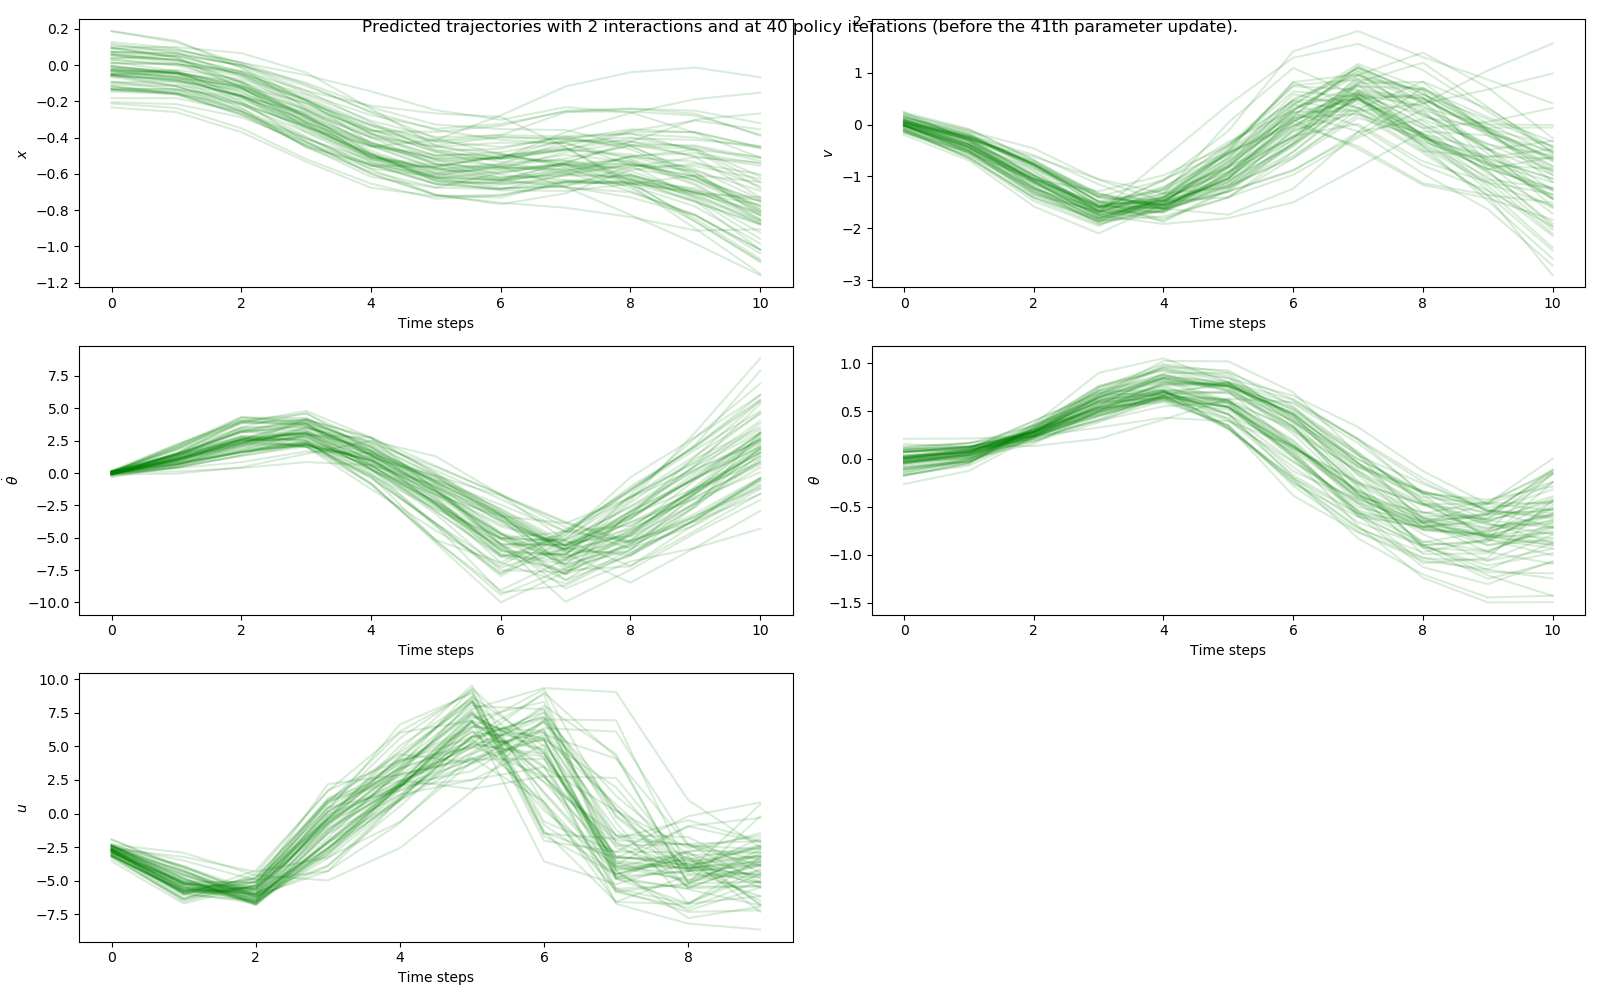 Predicted trajectories with 2 interactions and at 40 policy iterations (before the 41th parameter update).
0.2
0.0
−0.2
−0.4
−0.6
−0.8
−1.0
−1.2
x
0 2 4 6 8 10
Time steps
2
1
0
−1
−2
−3
v
0 2 4 6 8 10
Time steps
7.5
5.0
2.5
0.0
−2.5
−5.0
−7.5
−10.0
θ̇
0 2 4 6 8 10
Time steps
1.0
0.5
0.0
−0.5
−1.0
−1.5
θ
0 2 4 6 8 10
Time steps
10.0
7.5
5.0
2.5
0.0
−2.5
−5.0
−7.5
u
0 2 4 6 8
Time steps